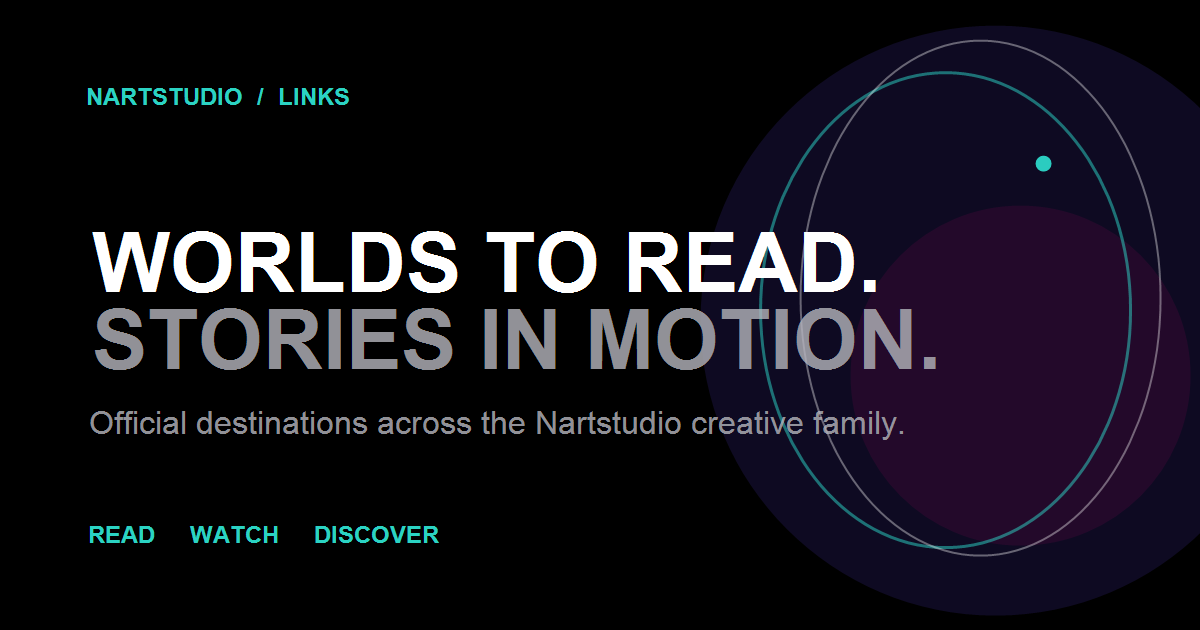 NARTSTUDIO / LINKS
WORLDS TO READ.
STORIES IN MOTION.
Official destinations across the Nartstudio creative family.
READ WATCH DISCOVER